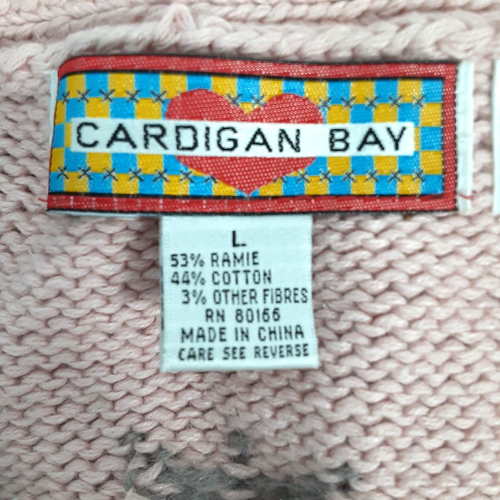 CARDIGAN BAY
L
53% RAMIE
44% COTTON
3% OTHER FIBRES
RN 80166
MADE IN CHINA
CARE SEE REVERSE